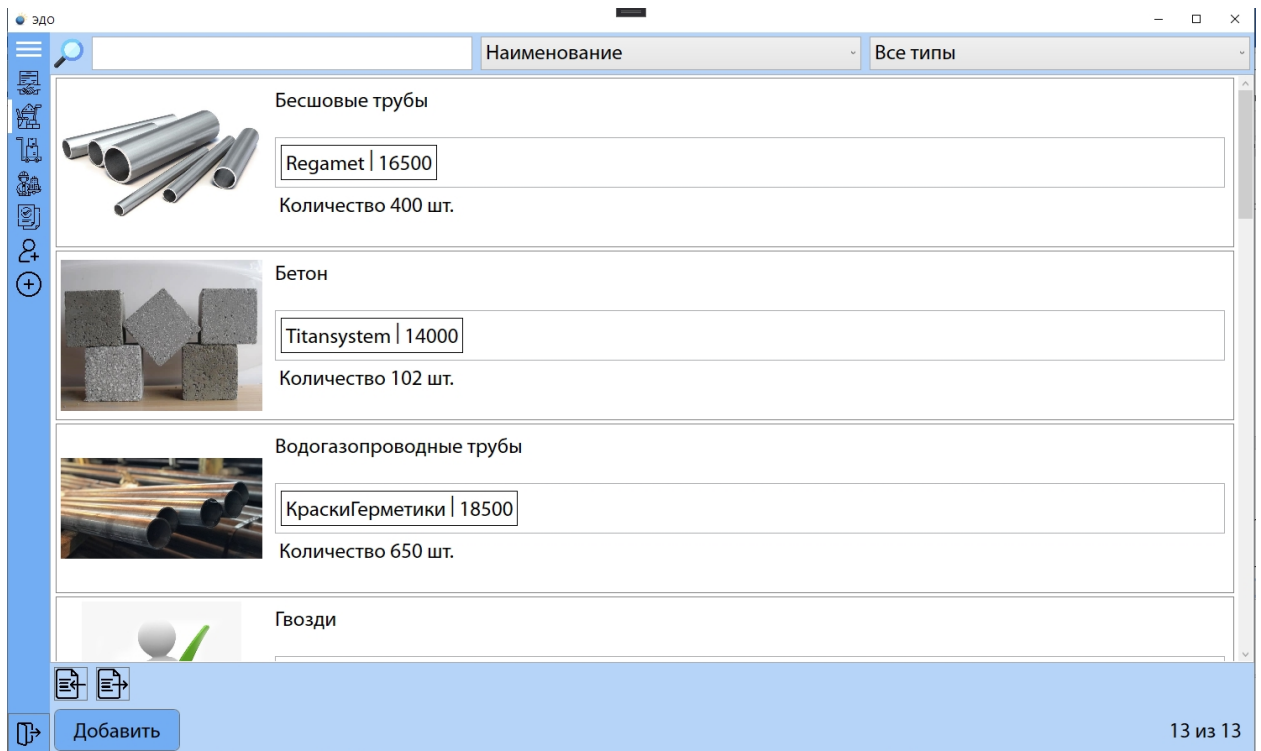 ЭДО
Наименование
Все типы
Бесшовые трубы
Regamet | 16500
Количество 400 шт.
Бетон
Titansystem | 14000
Количество 102 шт.
Водогазопроводные трубы
КраскиГерметики | 18500
Количество 650 шт.
Гвозди
Добавить
13 из 13